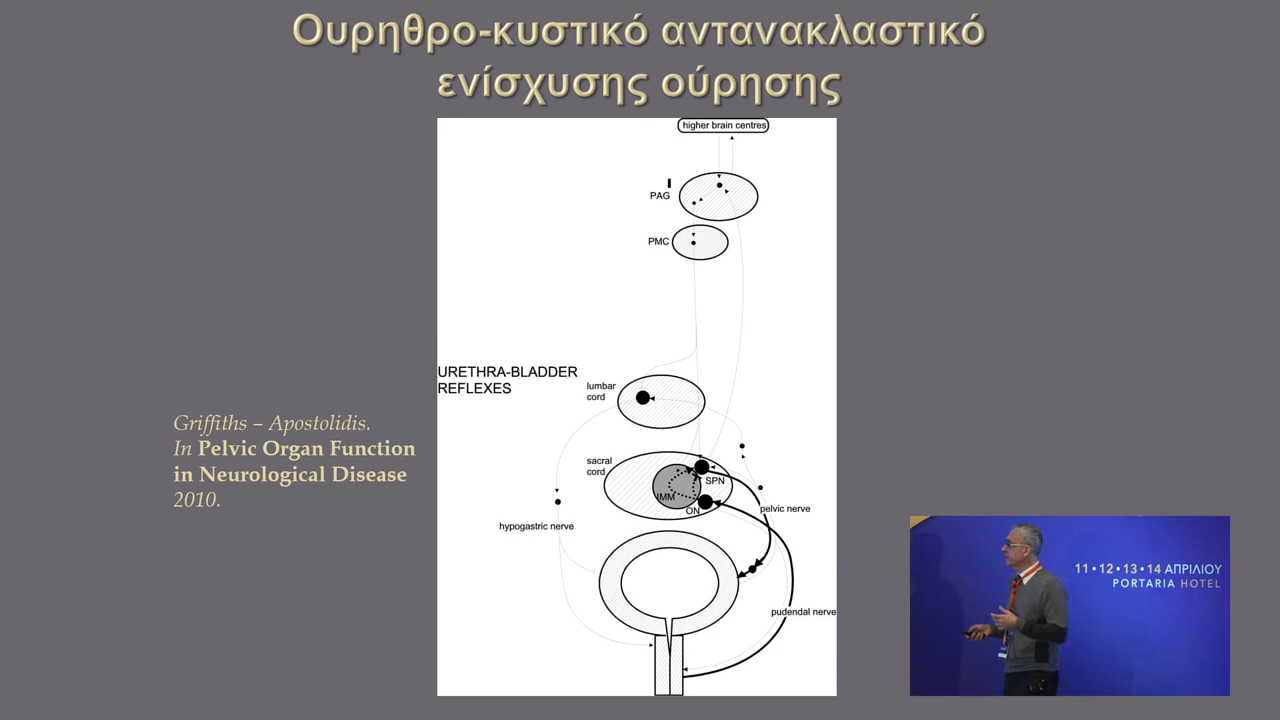 Ουρηθρο-κυστικό αντανακλαστικό
ενίσχυσης ούρησης
higher brain centres
PAG
PMC
URETHRA-BLADDER
REFLEXES
lumbar
cord
Griffiths – Apostolidis.
In Pelvic Organ Function
in Neurological Disease
2010.
sacral
cord
SPN
IMM
ON
pelvic nerve
hypogastric nerve
pudendal nerve
11 • 12 • 13 • 14 ΑΠΡΙΛΙΟΥ
PORTARIA HOTEL